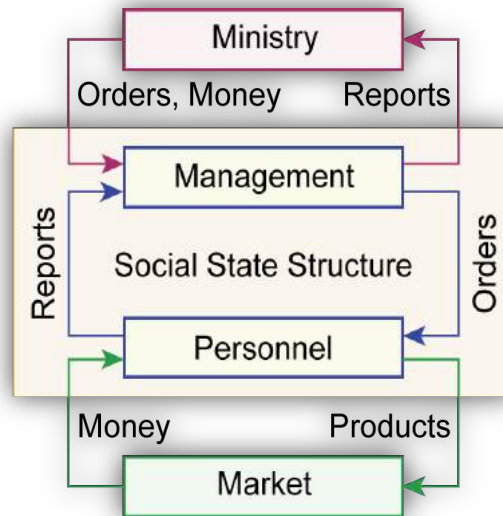 Ministry
Orders, Money
Reports
Management
Reports
Social State Structure
Orders
Personnel
Money
Products
Market